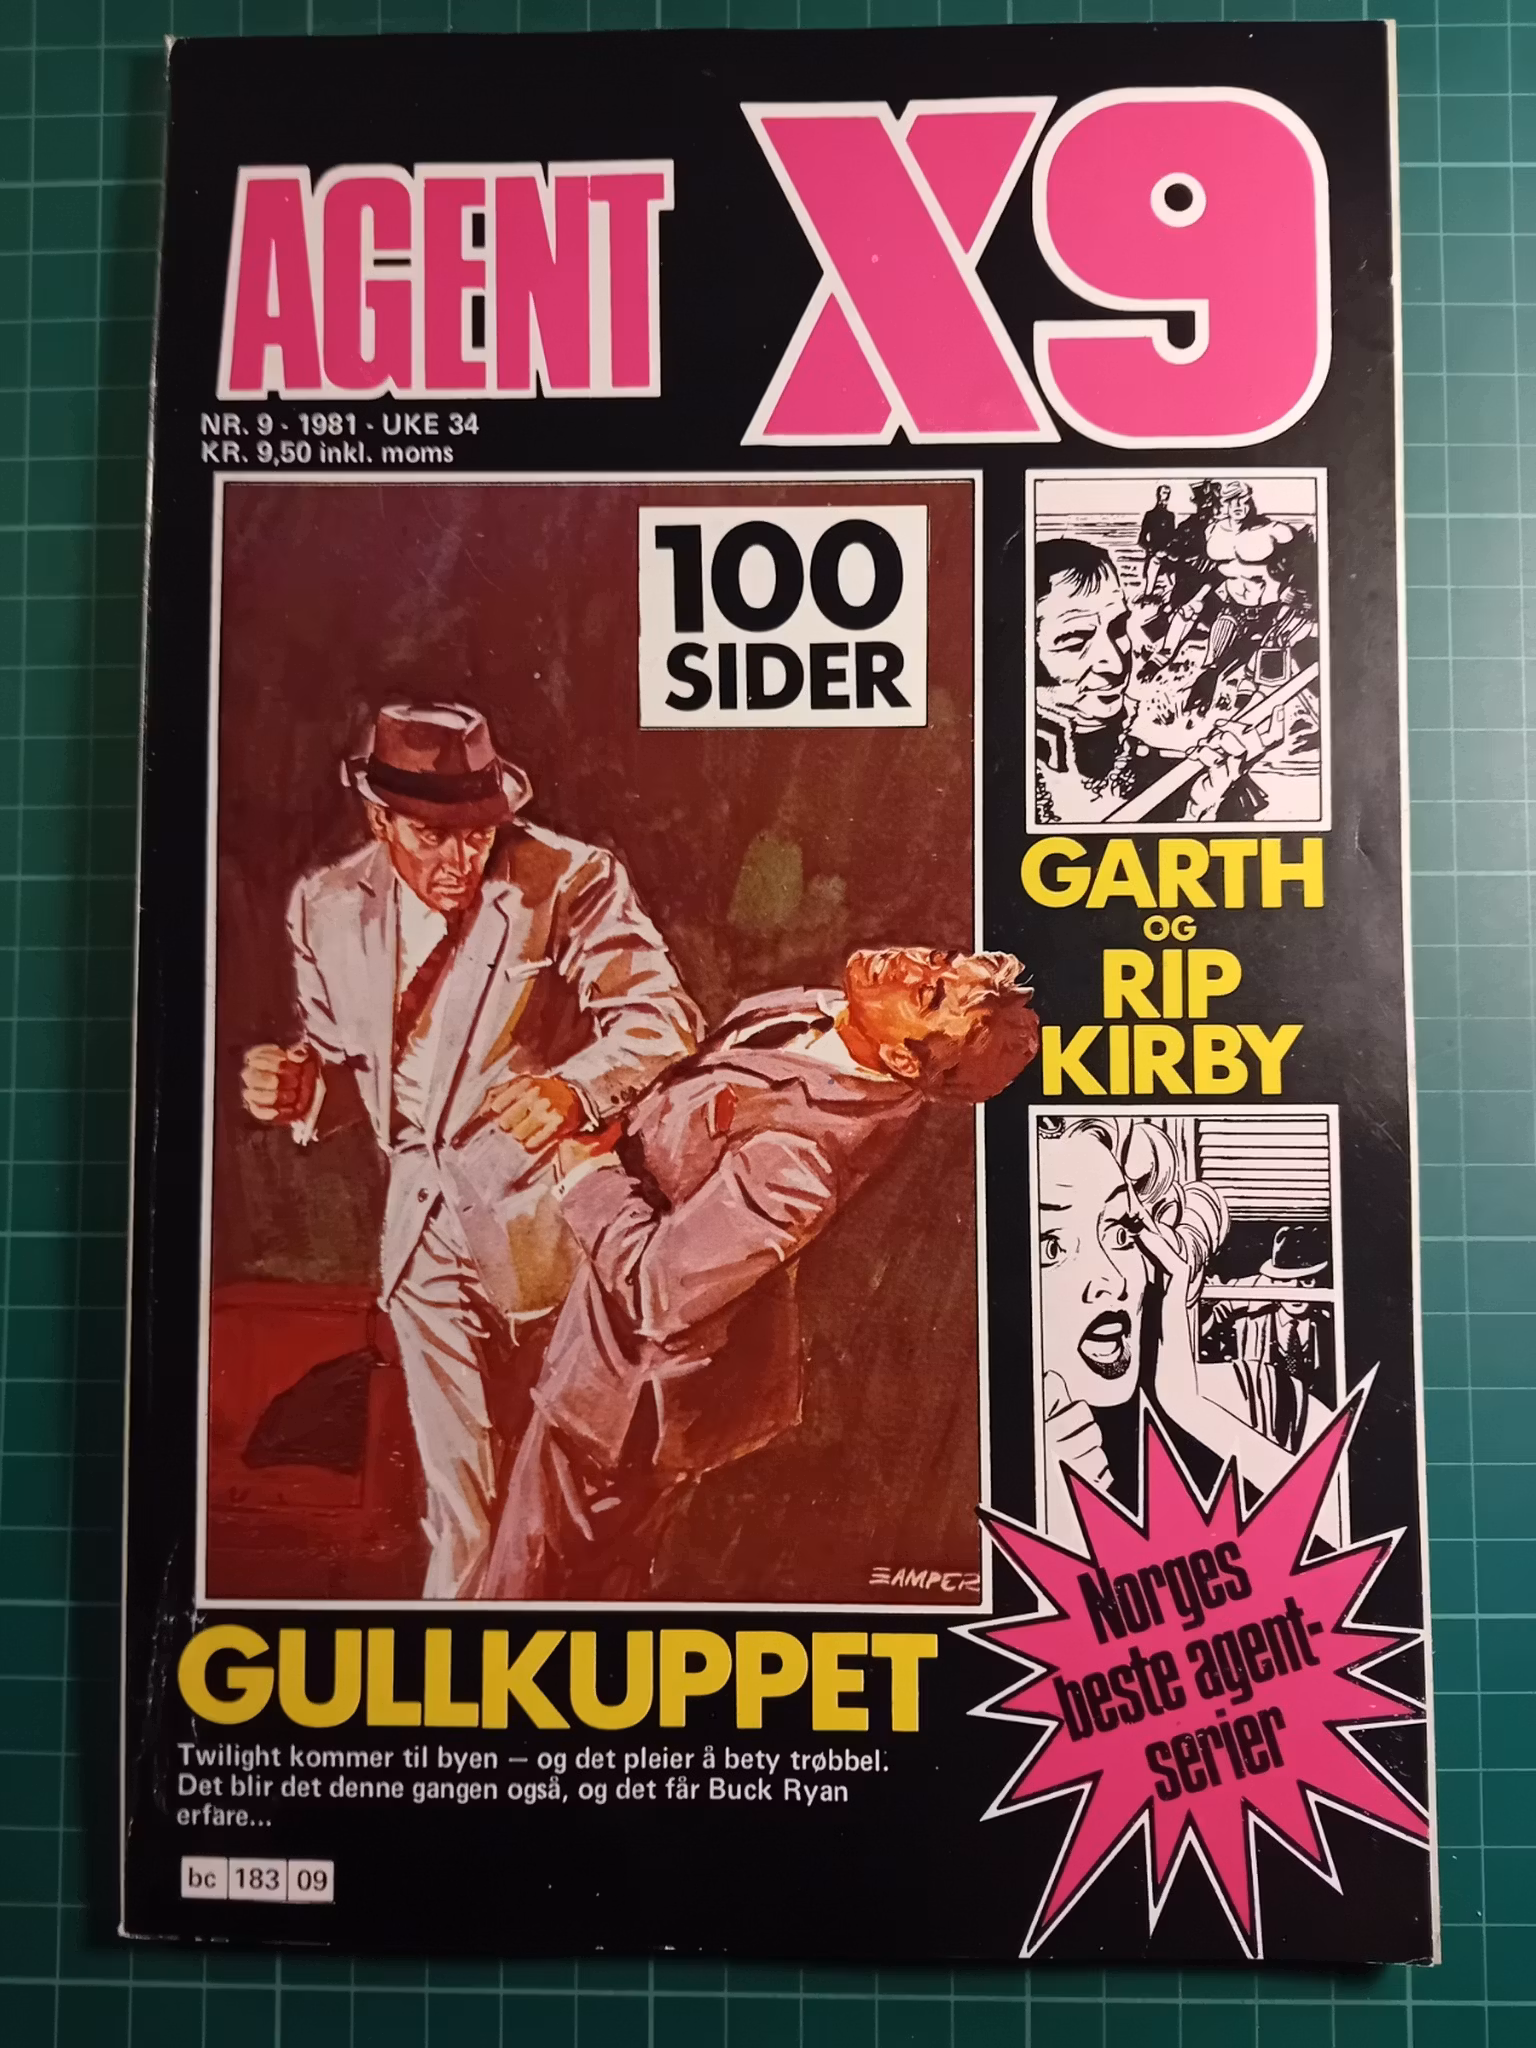 AGENT X9
NR. 9 - 1981 - UKE 34
KR. 9,50 inkl. moms
100
SIDER
GARTH
OG
RIP
KIRBY
SAMPER
GULLKUPPET
Twilight kommer til byen — og det pleier å bety trøbbel.
Det blir det denne gangen også, og det får Buck Ryan
erfare...
Norges
beste agent-
serier
bc 183 09